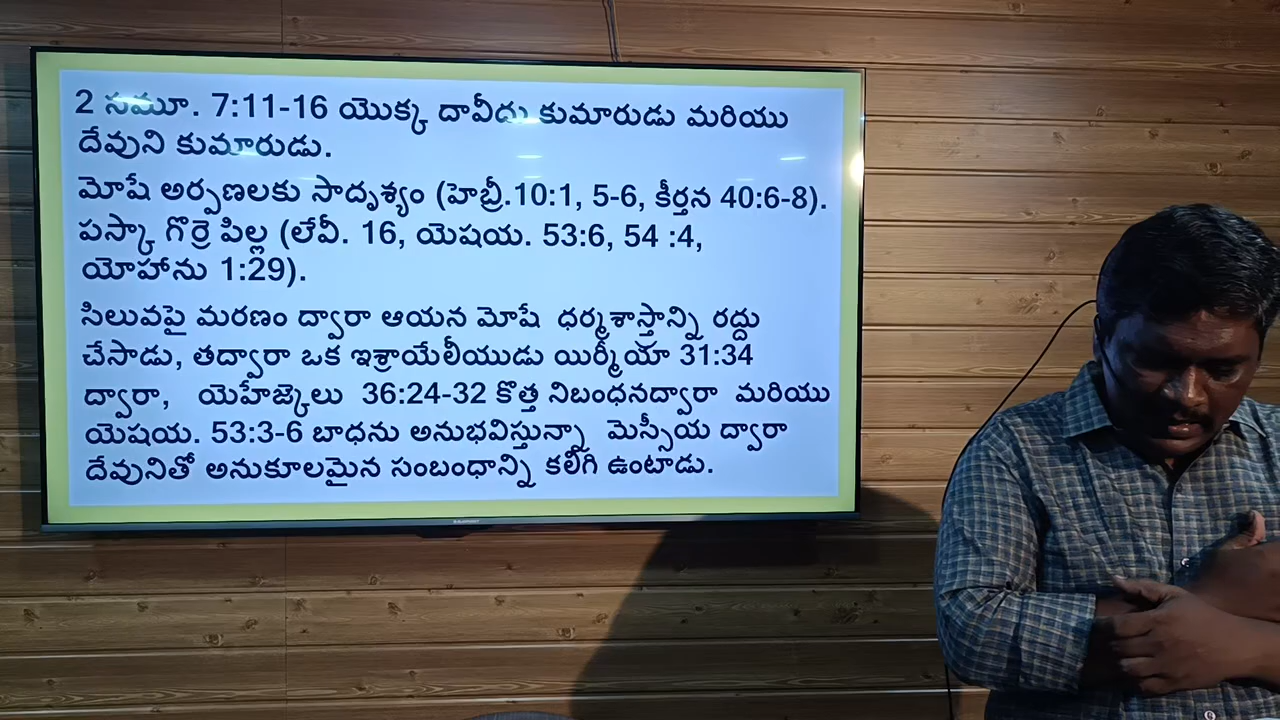 2 సమూ. 7:11-16 యొక్క దావీదు కుమారుడు మరియు
దేవుని కుమారుడు.
మోషే అర్పణలకు సాదృశ్యం (హెబ్రీ.10:1, 5-6, కీర్తన 40:6-8).
పస్కా గొర్రె పిల్ల (లేవీ. 16, యెషయ. 53:6, 54 :4,
యోహాను 1:29).
సిలువపై మరణం ద్వారా ఆయన మోషే ధర్మశాస్త్రాన్ని రద్దు
చేసాడు, తద్వారా ఒక ఇశ్రాయేలీయుడు యిర్మీయా 31:34
ద్వారా, యెహేజ్కెలు 36:24-32 కొత్త నిబంధనద్వారా మరియు
యెషయ. 53:3-6 బాధను అనుభవిస్తున్నా మెస్సీయ ద్వారా
దేవునితో అనుకూలమైన సంబంధాన్ని కలిగి ఉంటాడు.